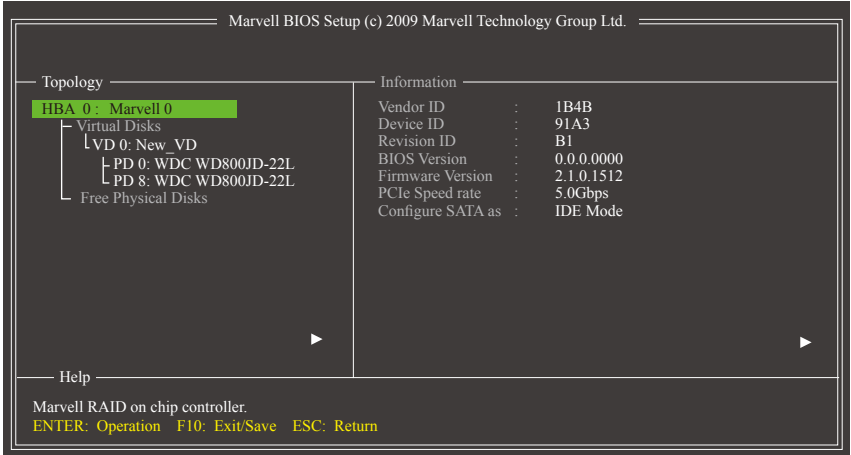 Marvell BIOS Setup (c) 2009 Marvell Technology Group Ltd.
Topology
HBA 0 : Marvell 0
Virtual Disks
VD 0: New_VD
PD 0: WDC WD800JD-22L
PD 8: WDC WD800JD-22L
Free Physical Disks
Information
Vendor ID : 1B4B
Device ID : 91A3
Revision ID : B1
BIOS Version : 0.0.0.0000
Firmware Version : 2.1.0.1512
PCIe Speed rate : 5.0Gbps
Configure SATA as : IDE Mode
Help
Marvell RAID on chip controller.
ENTER: Operation F10: Exit/Save ESC: Return